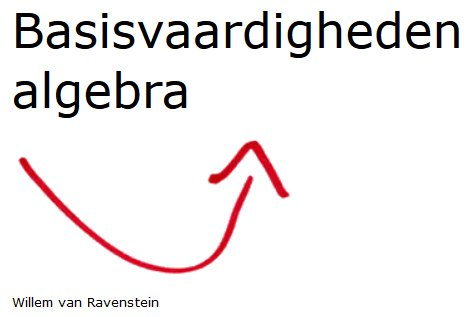 Basisvaardigheden
algebra
Willem van Ravenstein